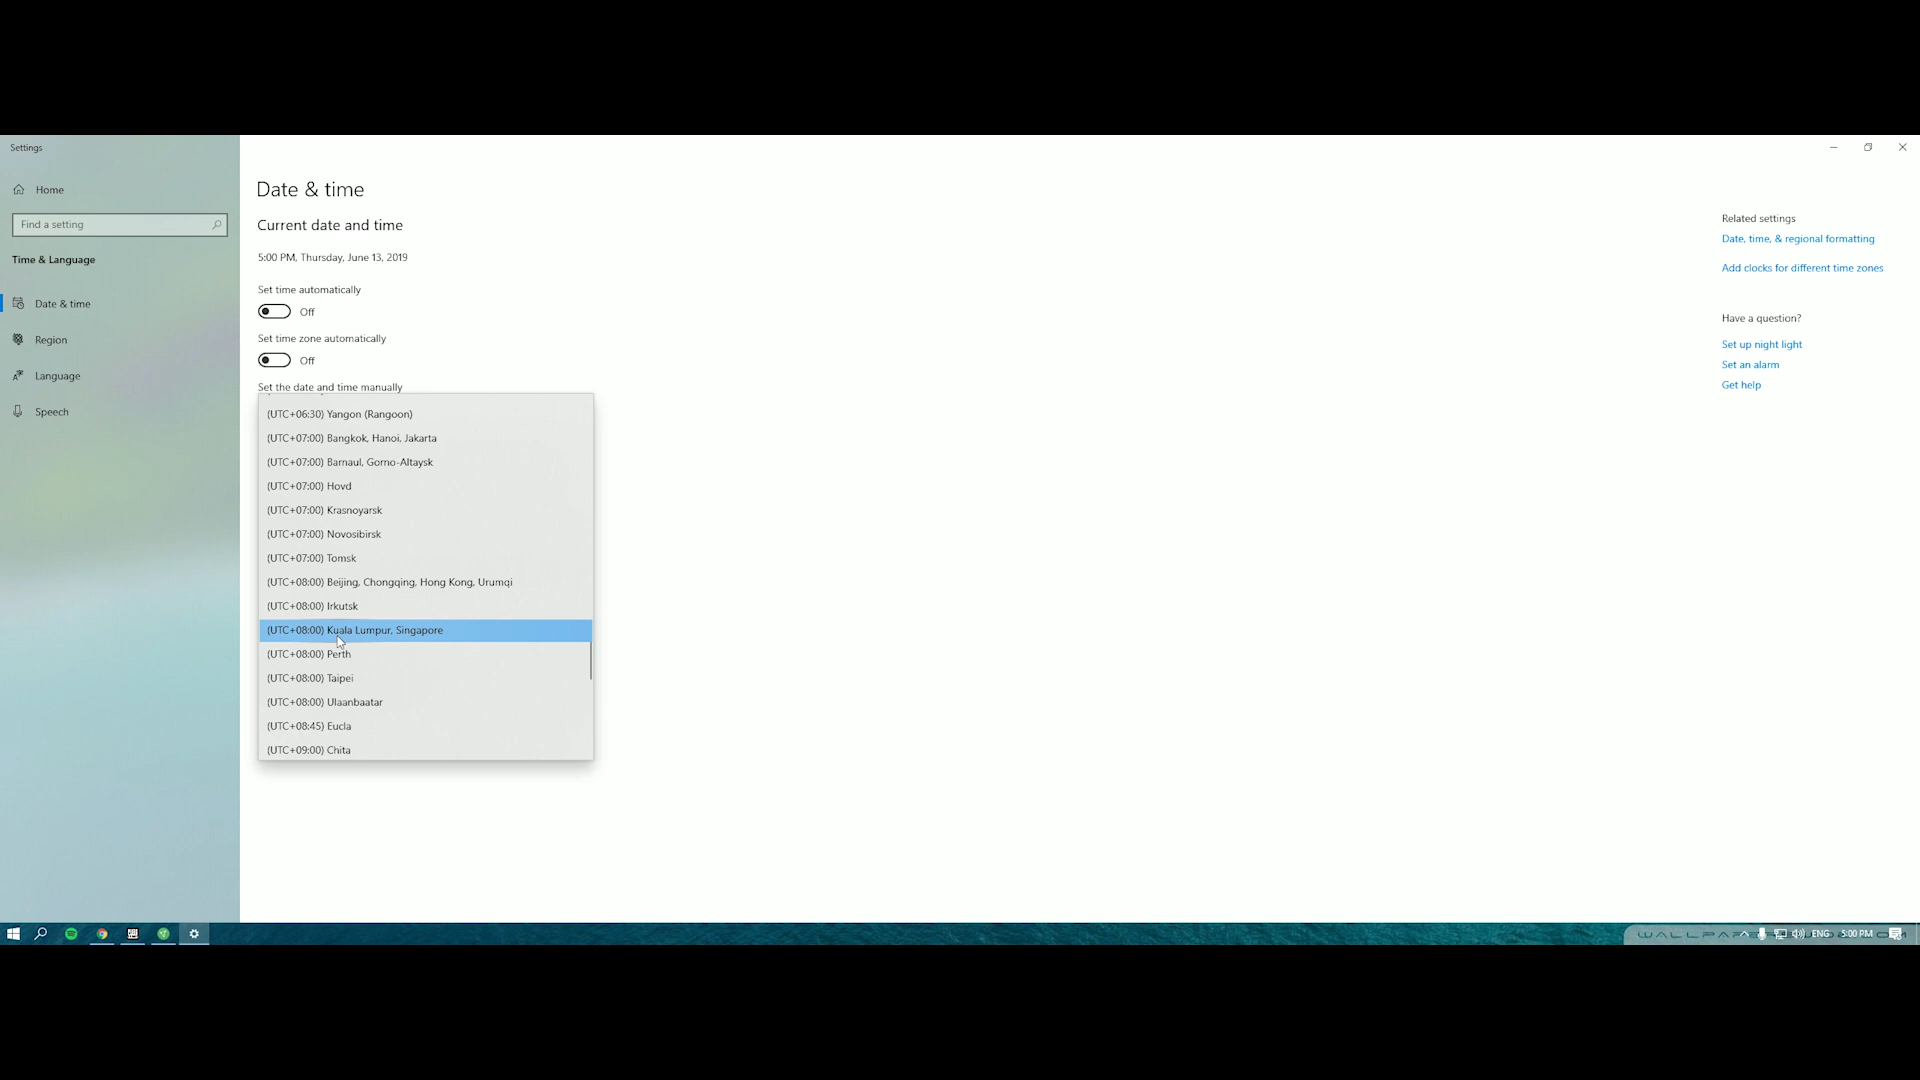 Settings
Home
Find a setting
Time & Language
Date & time
Region
Language
Speech
Date & time
Current date and time
5:00 PM, Thursday, June 13, 2019
Set time automatically
Off
Set time zone automatically
Off
Set the date and time manually
(UTC+06:30) Yangon (Rangoon)
(UTC+07:00) Bangkok, Hanoi, Jakarta
(UTC+07:00) Barnaul, Gorno-Altaysk
(UTC+07:00) Hovd
(UTC+07:00) Krasnoyarsk
(UTC+07:00) Novosibirsk
(UTC+07:00) Tomsk
(UTC+08:00) Beijing, Chongqing, Hong Kong, Urumqi
(UTC+08:00) Irkutsk
(UTC+08:00) Kuala Lumpur, Singapore
(UTC+08:00) Perth
(UTC+08:00) Taipei
(UTC+08:00) Ulaanbaatar
(UTC+08:45) Eucla
(UTC+09:00) Chita
Related settings
Date, time, & regional formatting
Add clocks for different time zones
Have a question?
Set up night light
Set an alarm
Get help
ENG 5:00 PM